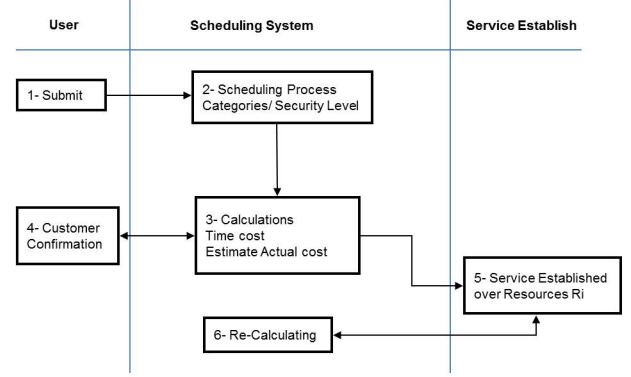 User
Scheduling System
Service Establish
1- Submit
2- Scheduling Process
Categories/ Security Level
4- Customer
Confirmation
3- Calculations
Time cost
Estimate Actual cost
5- Service Established
over Resources Ri
6- Re-Calculating